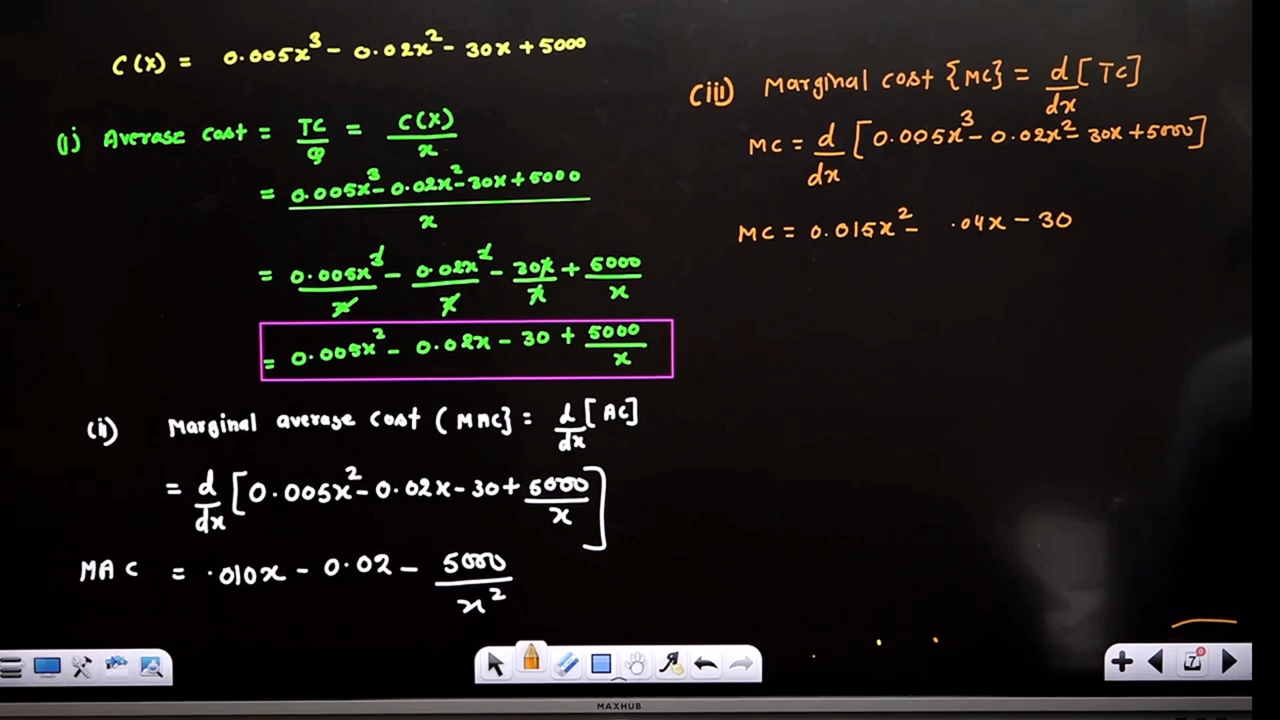 C(x) = 0.005x³ - 0.02x² - 30x + 5000
(i) Average cost = TC/Q = C(x)/x
= 0.005x³ - 0.02x² - 30x + 5000 / x
= 0.005x³/x - 0.02x²/x - 30x/x + 5000/x
= 0.005x² - 0.02x - 30 + 5000/x
(ii) Marginal average cost (MAC} = d/dx [AC]
= d/dx [0.005x² - 0.02x - 30 + 5000/x]
MAC = .010x - 0.02 - 5000/x²
(iii) Marginal cost {MC} = d/dx [TC]
MC = d/dx [0.005x³ - 0.02x² - 30x + 5000]
MC = 0.015x² - .04x - 30
7
MAXHUB